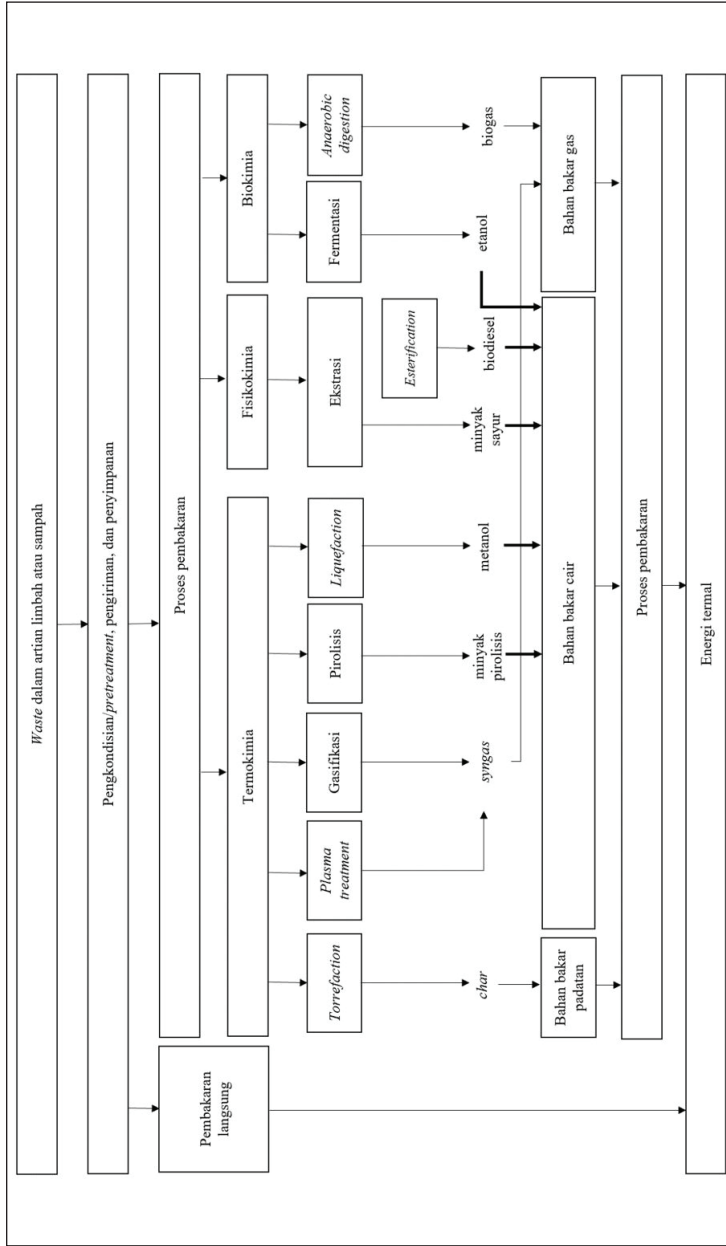 Waste dalam artian limbah atau sampah
Pengkondisian/pretreatment, pengiriman, dan penyimpanan
Pembakaran
langsung
Proses pembakaran
Termokimia
Fisikokimia
Biokimia
Torrefaction
Plasma
treatment
Gasifikasi
Pirolisis
Liquefaction
Ekstrasi
Fermentasi
Anaerobic
digestion
Esterification
char
syngas
minyak
pirolisis
metanol
minyak
sayur
biodiesel
etanol
biogas
Bahan bakar
padatan
Bahan bakar cair
Bahan bakar gas
Proses pembakaran
Energi termal